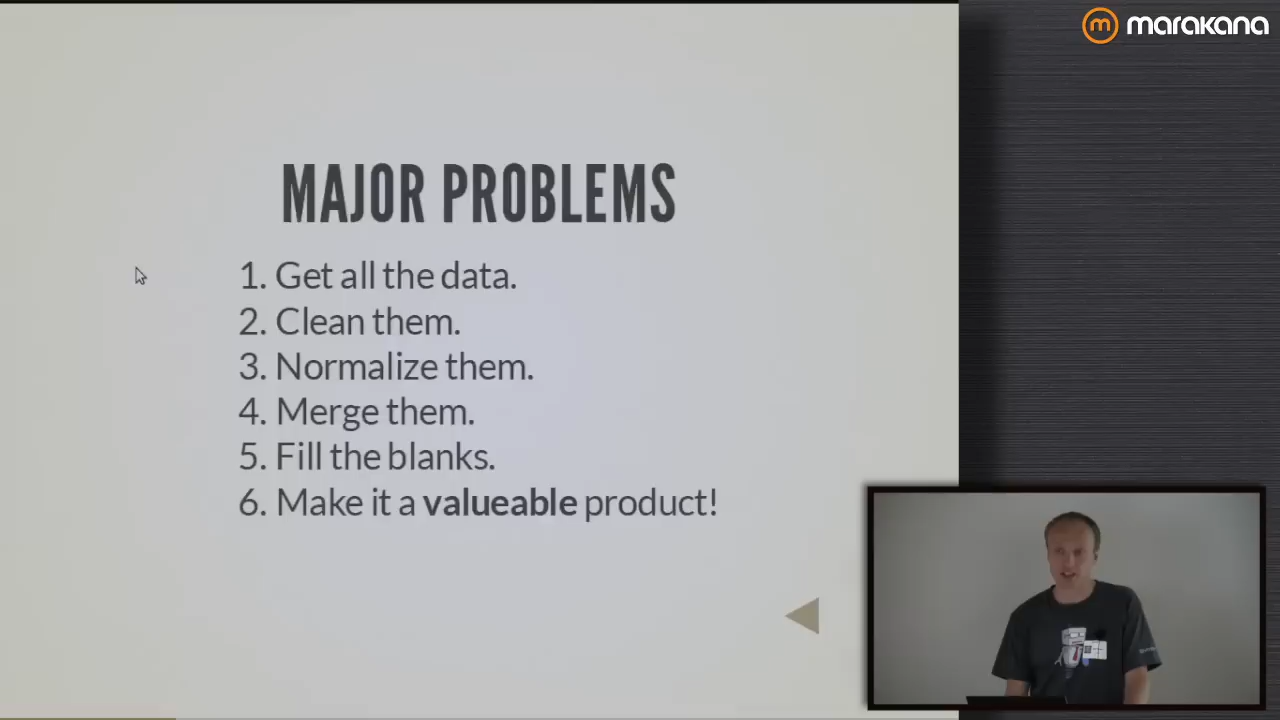 marakana
MAJOR PROBLEMS
1. Get all the data.
2. Clean them.
3. Normalize them.
4. Merge them.
5. Fill the blanks.
6. Make it a valueable product!